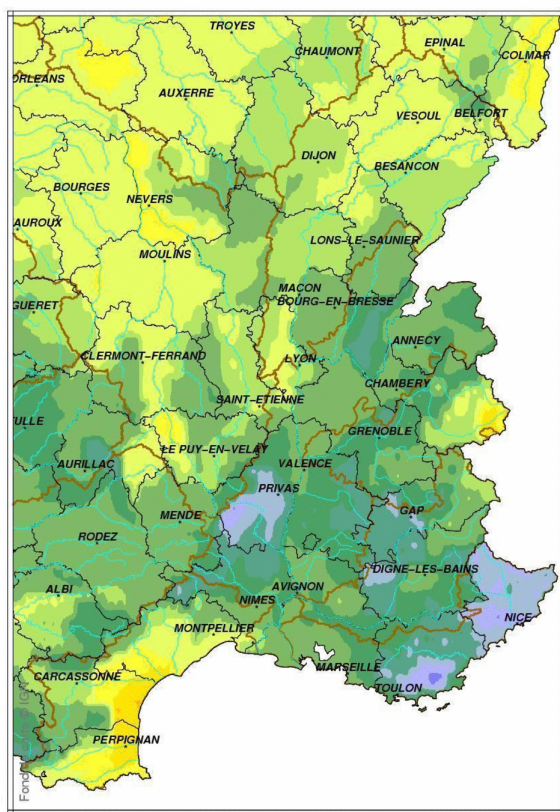 TROYES
EPINAL
CHAUMONT
COLMAR
ORLEANS
AUXERRE
BELFORT
VESOUL
DIJON
BESANCON
BOURGES
NEVERS
AUROUX
LONS-LE-SAUNIER
MOULINS
MACON
BOURG-EN-BRESSE
GUERET
ANNECY
CLERMONT-FERRAND
LYON
CHAMBERY
SAINT-ETIENNE
TULLE
GRENOBLE
LE PUY-EN-VELAY
AURILLAC
VALENCE
PRIVAS
MENDE
GAP
RODEZ
DIGNE-LES-BAINS
ALBI
AVIGNON
NIMES
NICE
MONTPELLIER
MARSEILLE
CARCASSONNE
TOULON
PERPIGNAN